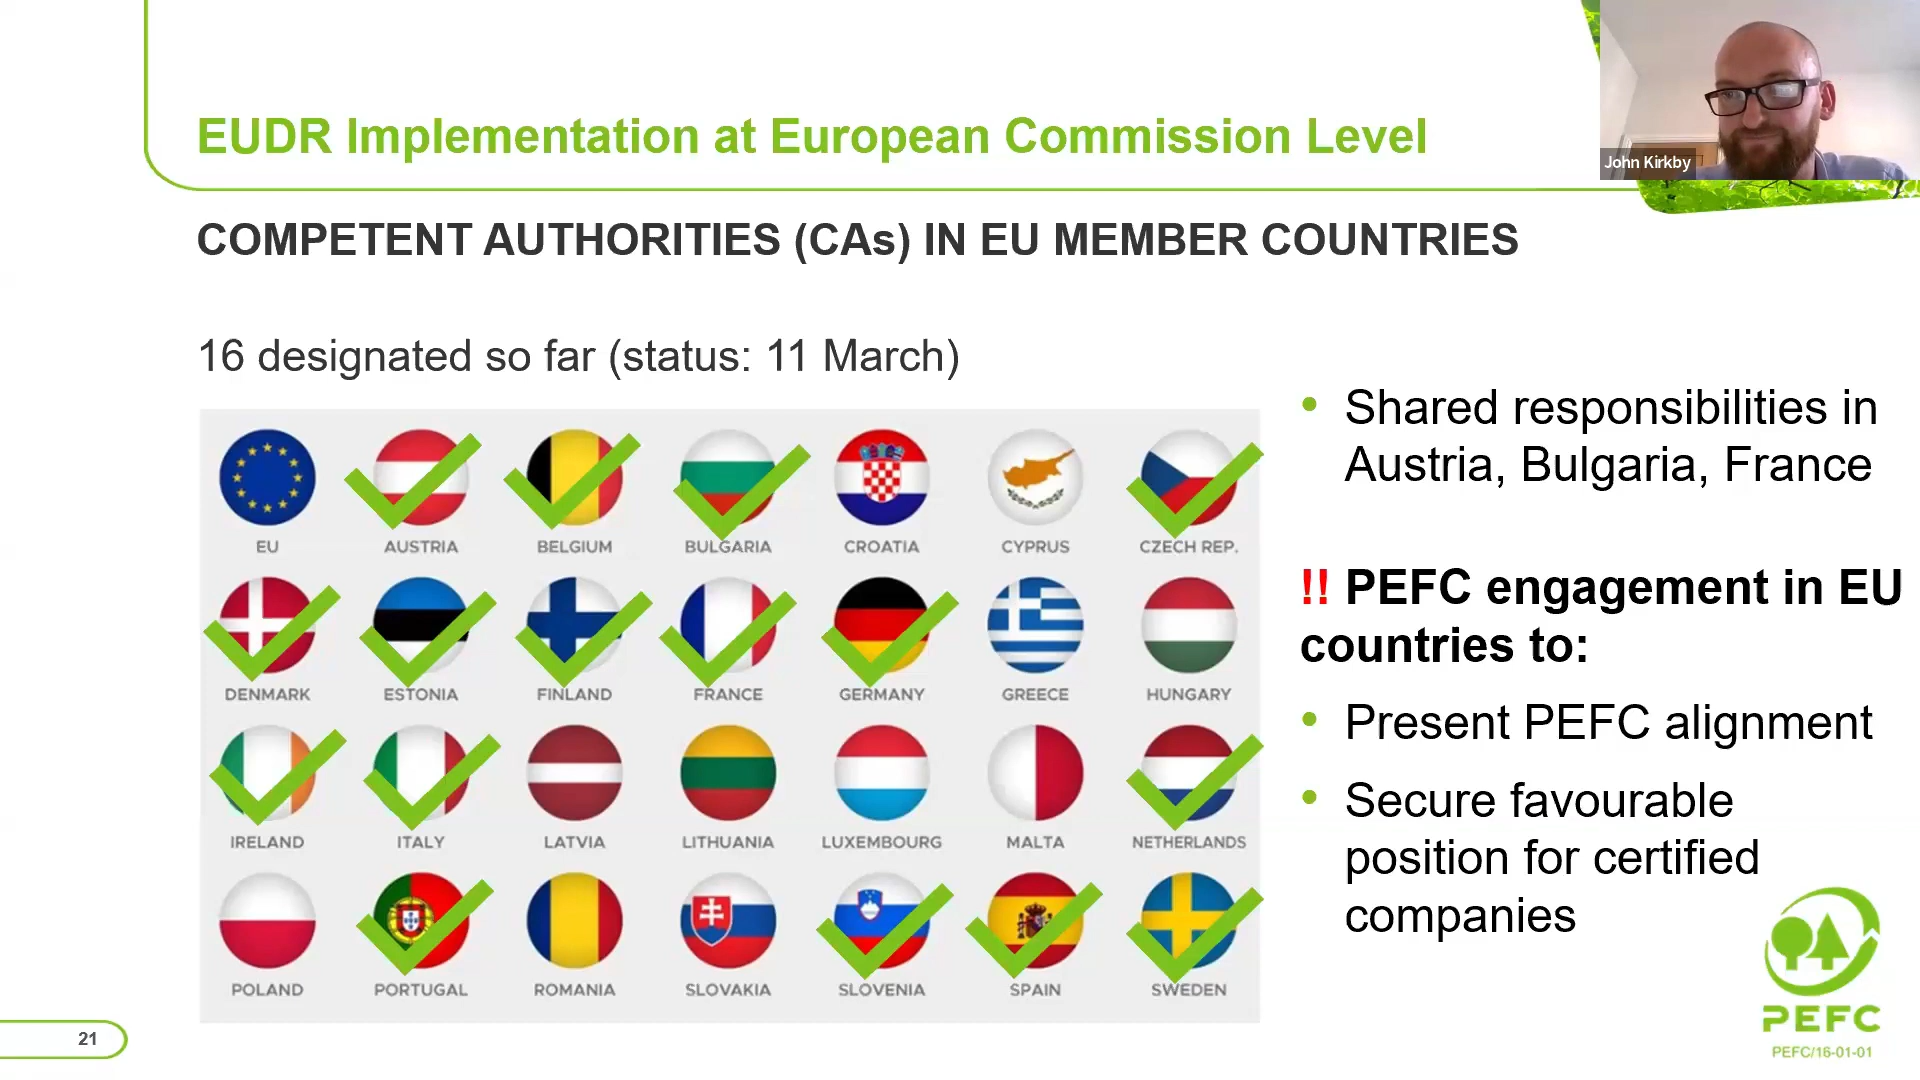 EUDR Implementation at European Commission Level
John Kirkby
COMPETENT AUTHORITIES (CAs) IN EU MEMBER COUNTRIES
16 designated so far (status: 11 March)
EU AUSTRIA BELGIUM BULGARIA CROATIA CYPRUS CZECH REP.
DENMARK ESTONIA FINLAND FRANCE GERMANY GREECE HUNGARY
IRELAND ITALY LATVIA LITHUANIA LUXEMBOURG MALTA NETHERLANDS
POLAND PORTUGAL ROMANIA SLOVAKIA SLOVENIA SPAIN SWEDEN
• Shared responsibilities in
Austria, Bulgaria, France
!! PEFC engagement in EU
countries to:
• Present PEFC alignment
• Secure favourable
position for certified
companies
PEFC
PEFC/16-01-01
21